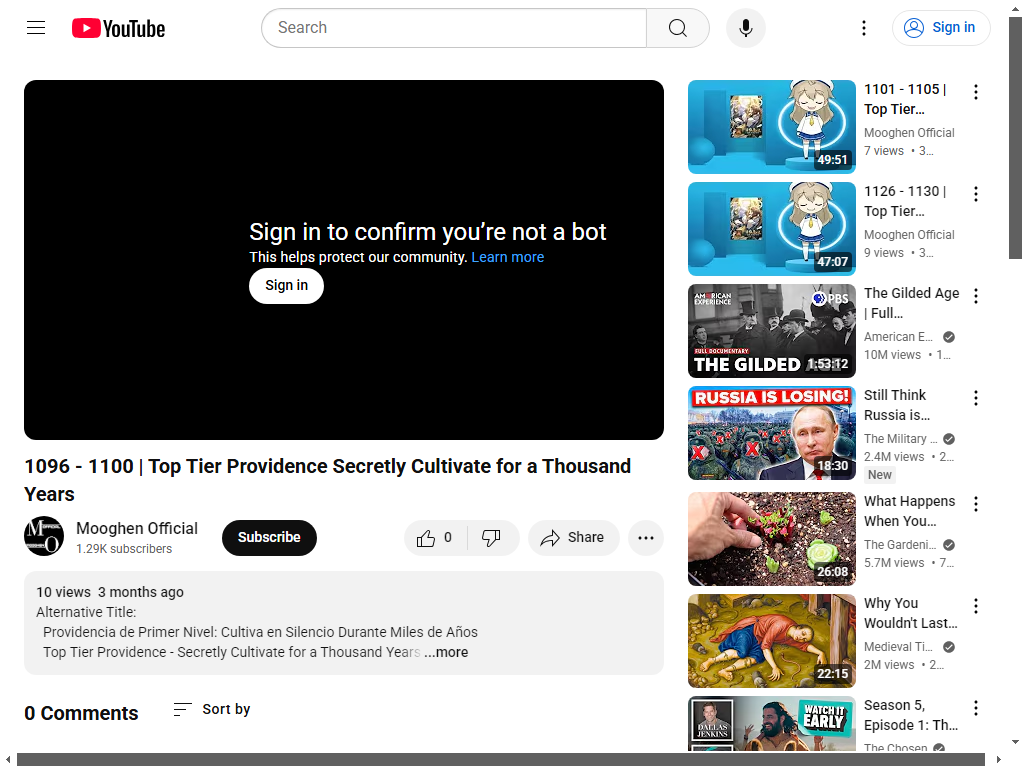 YouTube
Search
Sign in
Sign in to confirm you’re not a bot
This helps protect our community. Learn more
Sign in
1096 - 1100 | Top Tier Providence Secretly Cultivate for a Thousand
Years
Mooghen Official
1.29K subscribers
Subscribe
0
Share
10 views 3 months ago
Alternative Title:
Providencia de Primer Nivel: Cultiva en Silencio Durante Miles de Años
Top Tier Providence - Secretly Cultivate for a Thousand Years ...more
0 Comments
Sort by
49:51
1101 - 1105 |
Top Tier…
Mooghen Official
7 views • 3…
47:07
1126 - 1130 |
Top Tier…
Mooghen Official
9 views • 3…
AMERICAN
EXPERIENCE
PBS
FULL DOCUMENTARY
THE GILDED AGE
1:53:12
The Gilded Age
| Full…
American E…
10M views • 1…
RUSSIA IS LOSING!
18:30
Still Think
Russia is…
The Military …
2.4M views • 2…
New
26:08
What Happens
When You…
The Gardeni…
5.7M views • 7…
22:15
Why You
Wouldn't Last…
Medieval Ti…
2M views • 2…
DALLAS
JENKINS
WATCH IT
EARLY
Season 5,
Episode 1: Th…
The Chosen